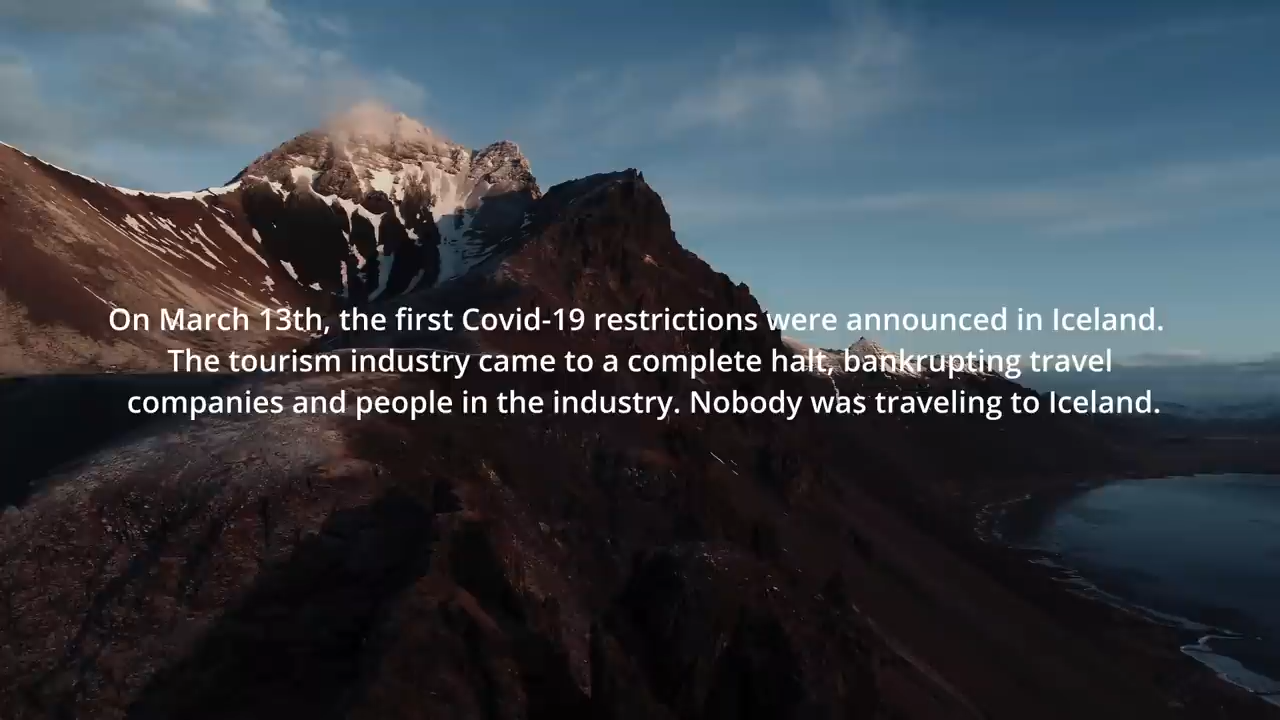 On March 13th, the first Covid-19 restrictions were announced in Iceland.
The tourism industry came to a complete halt, bankrupting travel
companies and people in the industry. Nobody was traveling to Iceland.